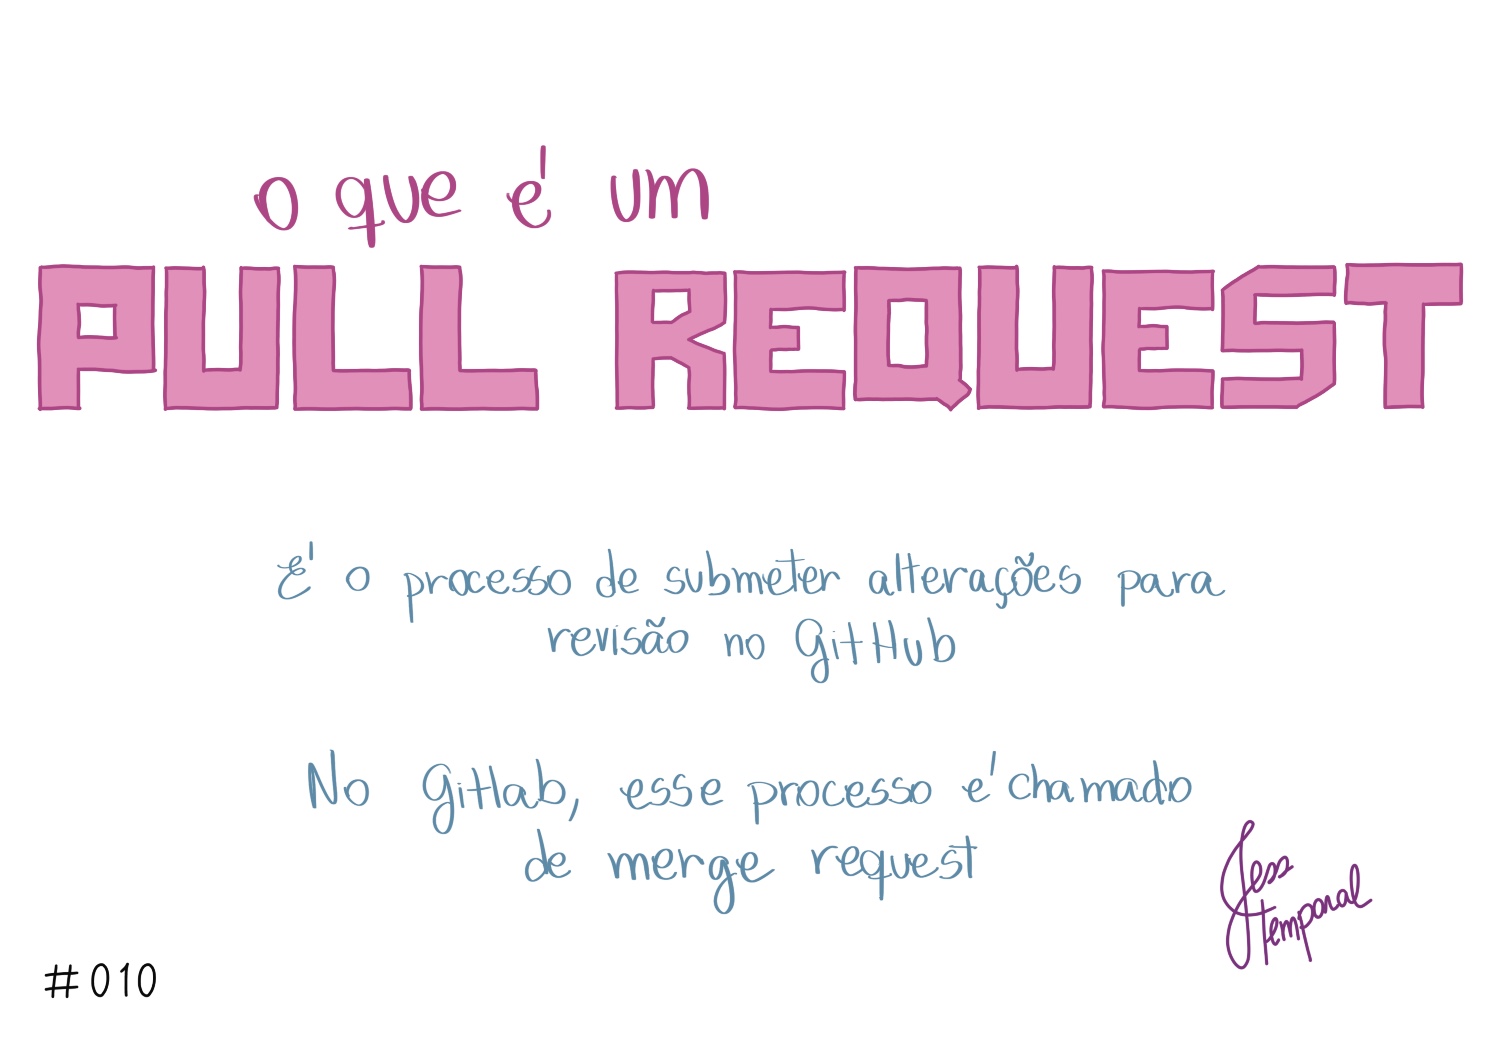 o que é um
PULL REQUEST
É o processo de submeter alterações para
revisão no GitHub
No Gitlab, esse processo é chamado
de merge request
Jess
temporal
#010